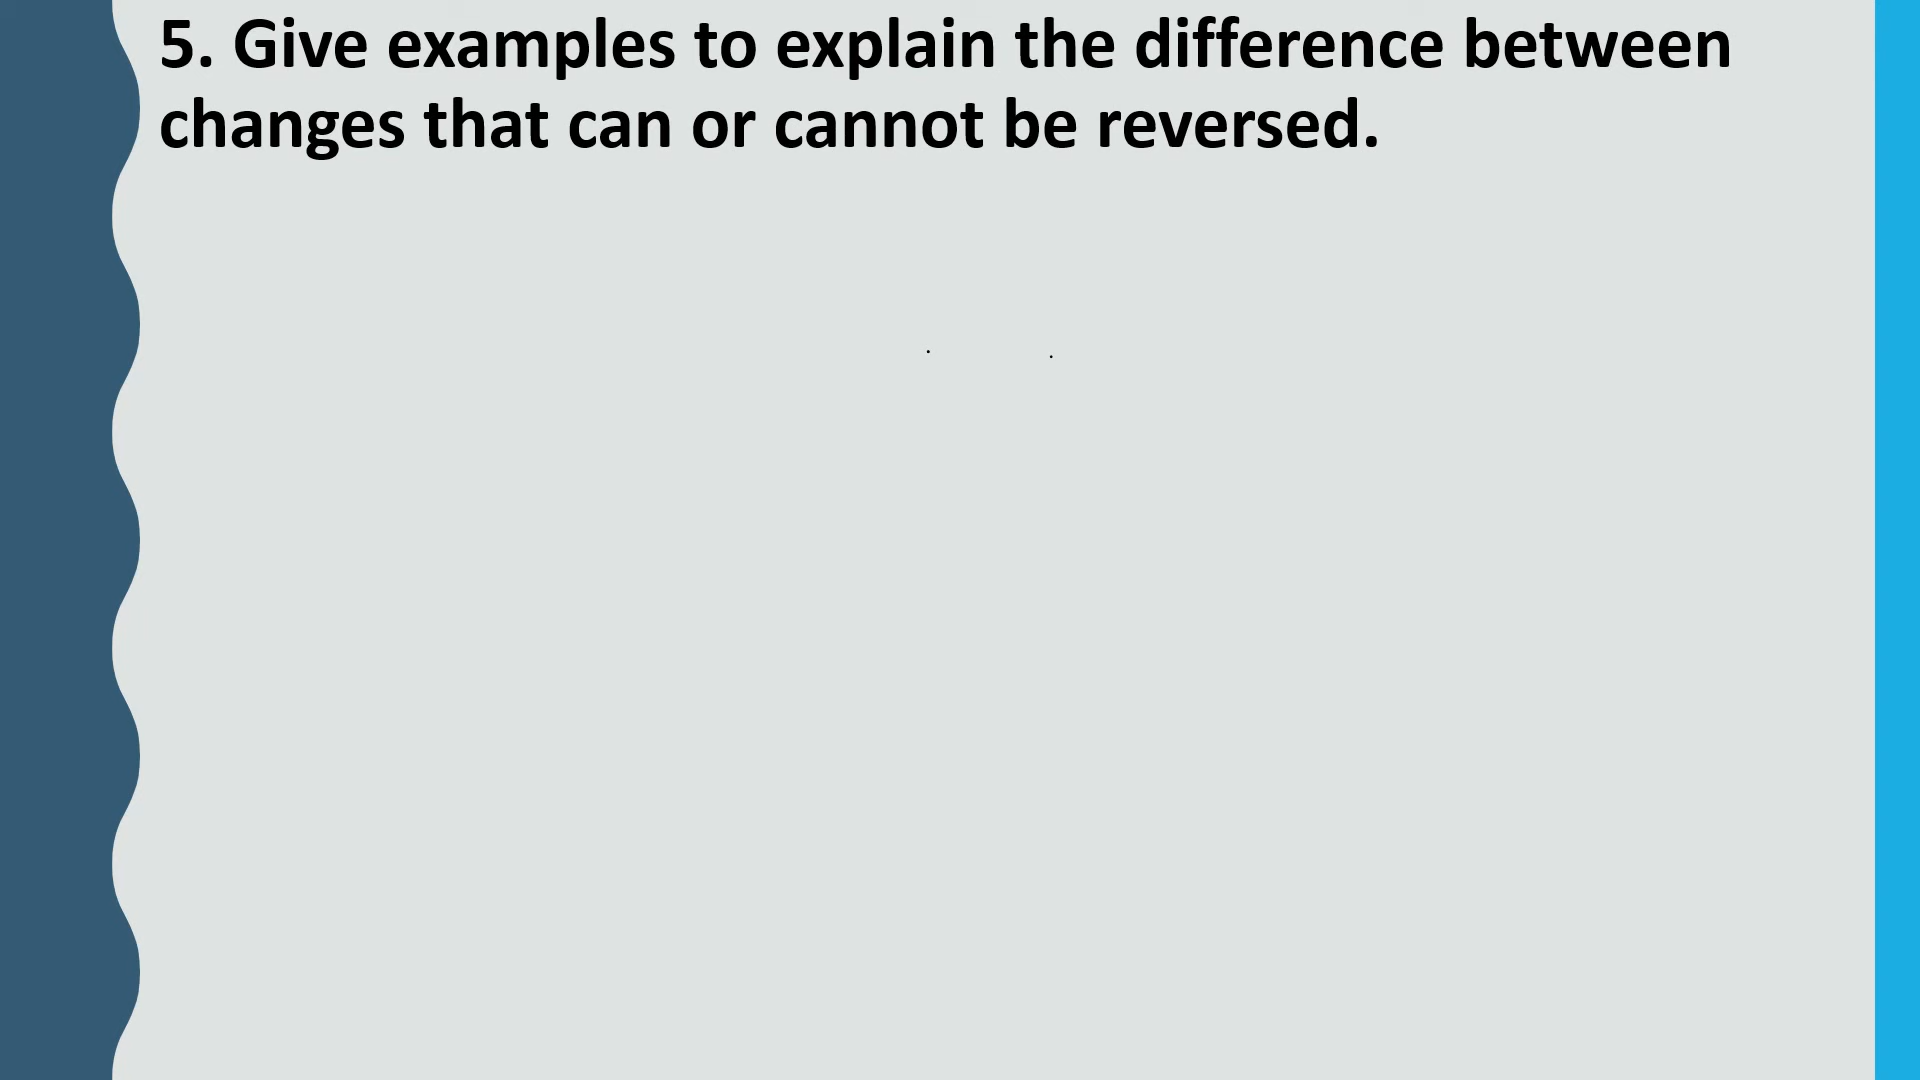 5. Give examples to explain the difference between
changes that can or cannot be reversed.